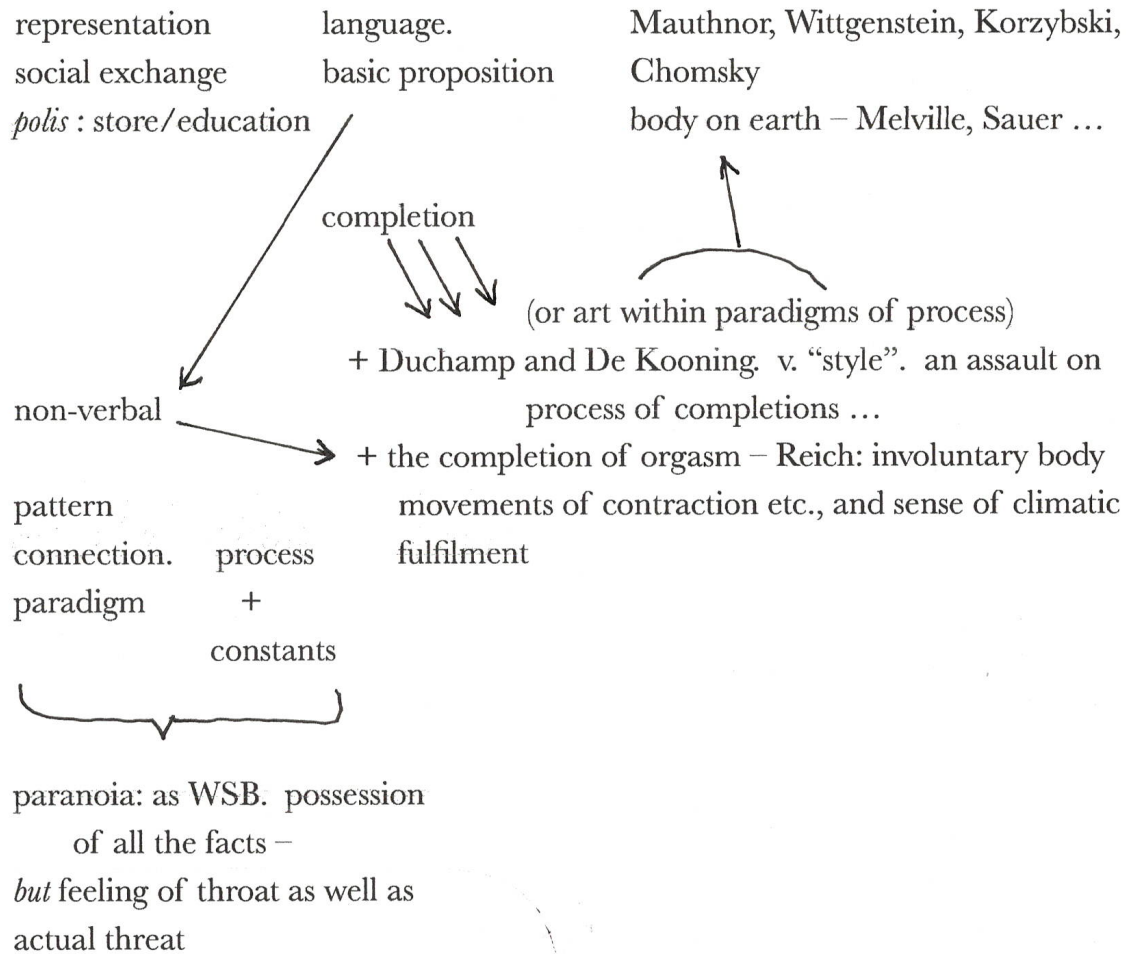 representation
social exchange
polis : store/education
language.
basic proposition
Mauthnor, Wittgenstein, Korzybski,
Chomsky
body on earth – Melville, Sauer ...
completion
(or art within paradigms of process)
+ Duchamp and De Kooning. v. “style”. an assault on
process of completions ...
non-verbal
+ the completion of orgasm – Reich: involuntary body
movements of contraction etc., and sense of climatic
fulfilment
pattern
connection.
paradigm
process
+
constants
paranoia: as WSB. possession
of all the facts –
but feeling of throat as well as
actual threat